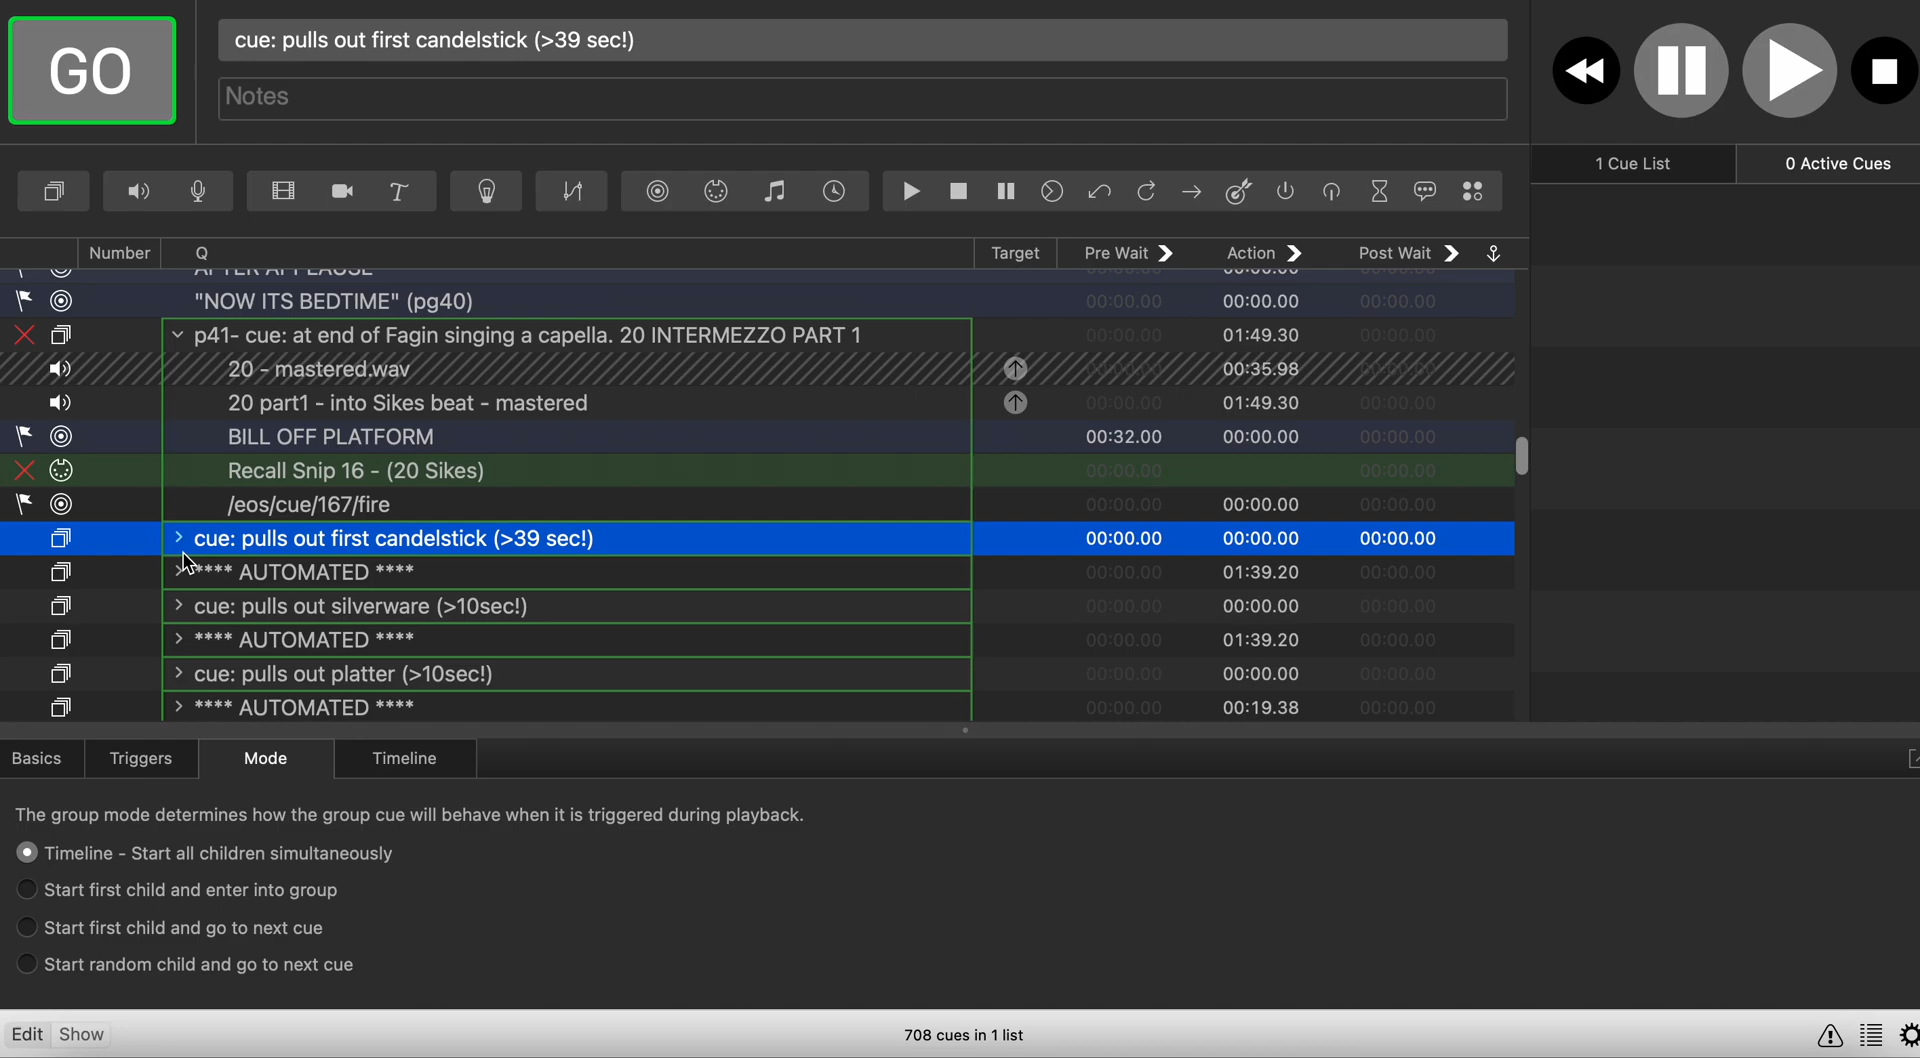 GO
cue: pulls out first candelstick (>39 sec!)
Notes
1 Cue List
0 Active Cues
Number Q Target Pre Wait Action Post Wait
AFTER APPLAUSE
"NOW ITS BEDTIME" (pg40) 00:00.00 00:00.00 00:00.00
p41- cue: at end of Fagin singing a capella. 20 INTERMEZZO PART 1 00:00.00 01:49.30 00:00.00
20 - mastered.wav 00:00.00 00:35.98 00:00.00
20 part1 - into Sikes beat - mastered 00:00.00 01:49.30 00:00.00
BILL OFF PLATFORM 00:32.00 00:00.00 00:00.00
Recall Snip 16 - (20 Sikes) 00:00.00 00:00.00
/eos/cue/167/fire 00:00.00 00:00.00 00:00.00
cue: pulls out first candelstick (>39 sec!) 00:00.00 00:00.00 00:00.00
**** AUTOMATED **** 00:00.00 01:39.20 00:00.00
cue: pulls out silverware (>10sec!) 00:00.00 00:00.00 00:00.00
**** AUTOMATED **** 00:00.00 01:39.20 00:00.00
cue: pulls out platter (>10sec!) 00:00.00 00:00.00 00:00.00
**** AUTOMATED **** 00:00.00 00:19.38 00:00.00
Basics Triggers Mode Timeline
The group mode determines how the group cue will behave when it is triggered during playback.
Timeline - Start all children simultaneously
Start first child and enter into group
Start first child and go to next cue
Start random child and go to next cue
Edit Show 708 cues in 1 list